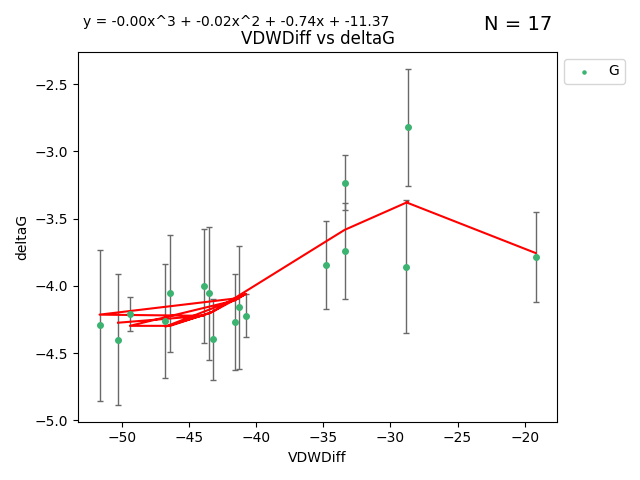 y = -0.00x^3 + -0.02x^2 + -0.74x + -11.37
N = 17
VDWDiff vs deltaG
G
−2.5
−3.0
−3.5
−4.0
−4.5
−5.0
deltaG
−50 −45 −40 −35 −30 −25 −20
VDWDiff